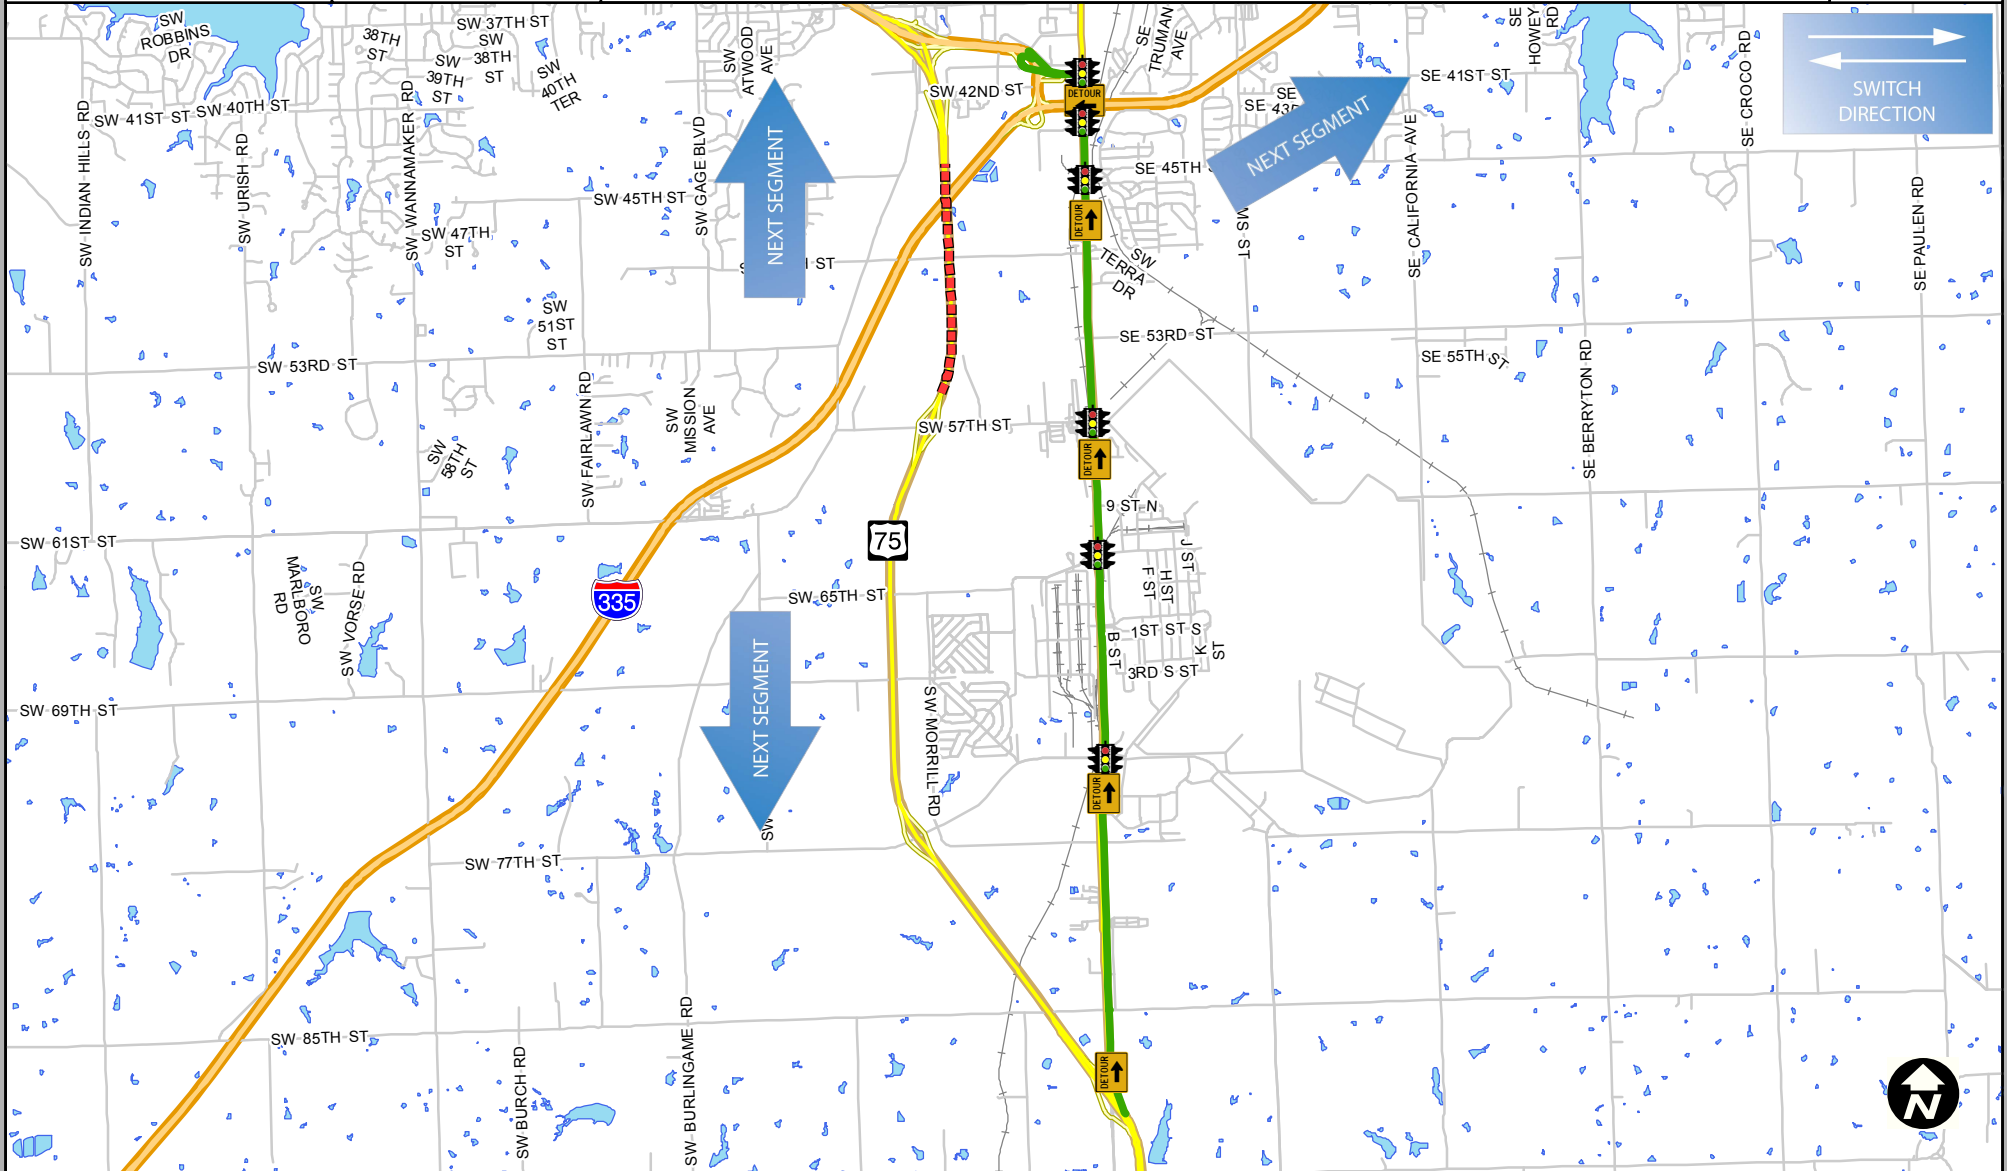 SW
ROBBINS
DR
38TH
ST
SW 37TH ST
SW
38TH
ST
SW
39TH
ST
SW
40TH
TER
SW
ATWOOD
AVE
SE
TRUMAN
AVE
SE
HOWEY
RD
SE CROCO RD
SWITCH
DIRECTION
SW 41ST ST
SW 40TH ST
SW 42ND ST
DETOUR
SE 41ST ST
SE
NEXT SEGMENT
SW INDIAN HILLS RD
SW URISH RD
SW WANNAMAKER RD
SW GAGE BLVD
NEXT SEGMENT
SE 45TH
SE CALIFORNIA AVE
SE PAULEN RD
SW 45TH ST
SW 47TH
ST
DETOUR
ST
ST
SW
TERRA
DR
SW
51ST
ST
SE 53RD ST
SE 55TH ST
SW 53RD ST
SE BERRYTON RD
SW FAIRLAWN RD
SW
MISSION
AVE
SW
58TH
ST
SW 57TH ST
DETOUR
9 ST N
SW 61ST ST
75
J ST
H ST
F ST
335
SW
MARLBORO
RD
SW VORSE RD
SW 65TH ST
1ST ST S
K
ST
B ST
3RD S ST
NEXT SEGMENT
SW 69TH ST
SW MORRILL RD
DETOUR
SW
SW 77TH ST
SW 85TH ST
SW BURCH RD
SW BURLINGAME RD
DETOUR
N